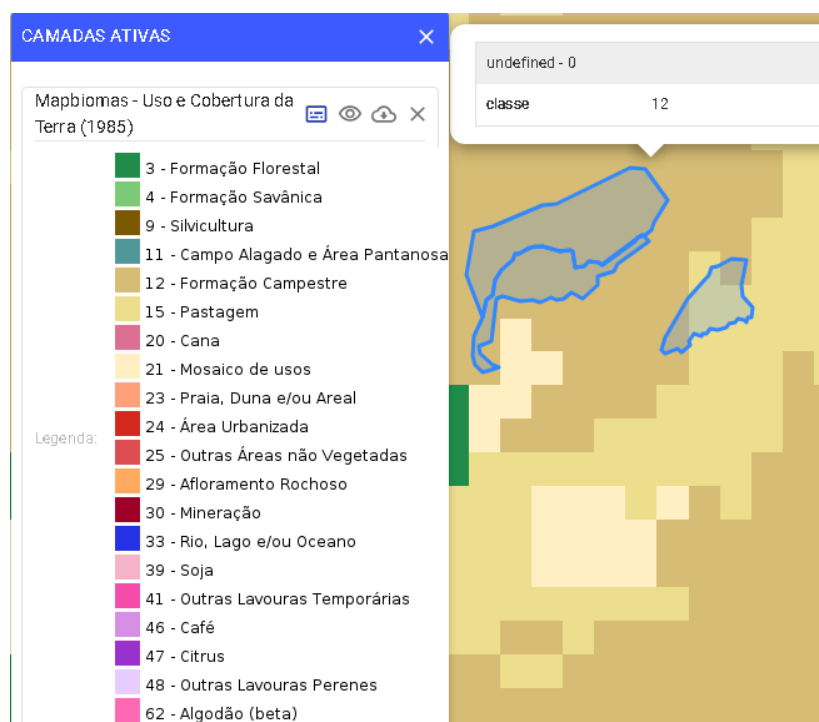 CAMADAS ATIVAS
Mapbiomas - Uso e Cobertura da
Terra (1985)
Legenda:
3 - Formação Florestal
4 - Formação Savânica
9 - Silvicultura
11 - Campo Alagado e Área Pantanosa
12 - Formação Campestre
15 - Pastagem
20 - Cana
21 - Mosaico de usos
23 - Praia, Duna e/ou Areal
24 - Área Urbanizada
25 - Outras Áreas não Vegetadas
29 - Afloramento Rochoso
30 - Mineração
33 - Rio, Lago e/ou Oceano
39 - Soja
41 - Outras Lavouras Temporárias
46 - Café
47 - Citrus
48 - Outras Lavouras Perenes
62 - Algodão (beta)
undefined - 0
classe 12